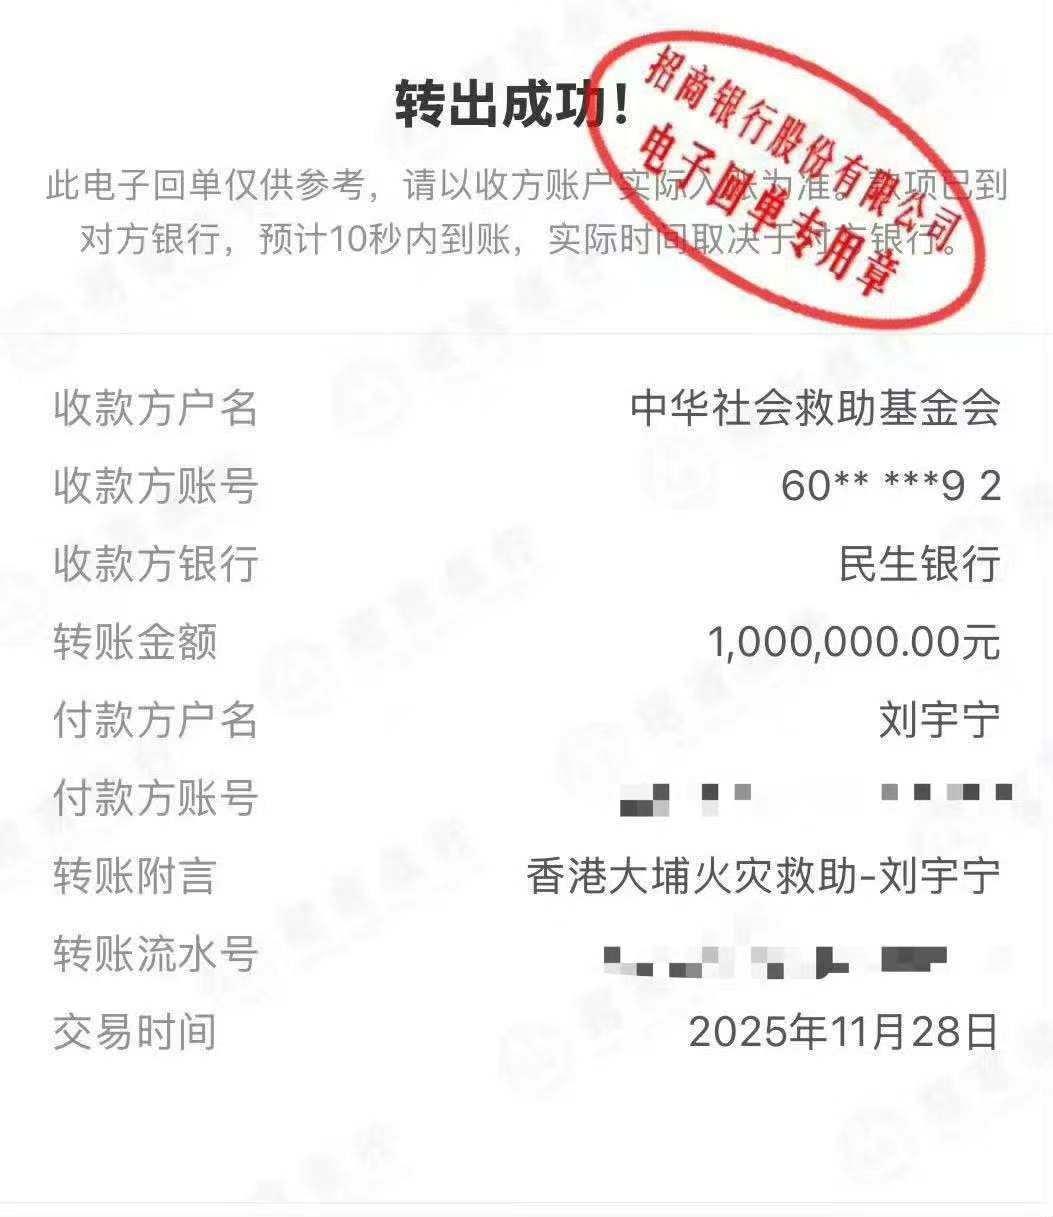 转出成功！
招商银行股份有限公司
电子回单专用章
此电子回单仅供参考，请以收方账户实际入账为准。款项已到
对方银行，预计10秒内到账，实际时间取决于对方银行。
收款方户名 中华社会救助基金会
收款方账号 60** ***9 2
收款方银行 民生银行
转账金额 1,000,000.00元
付款方户名 刘宇宁
付款方账号
转账附言 香港大埔火灾救助-刘宇宁
转账流水号
交易时间 2025年11月28日